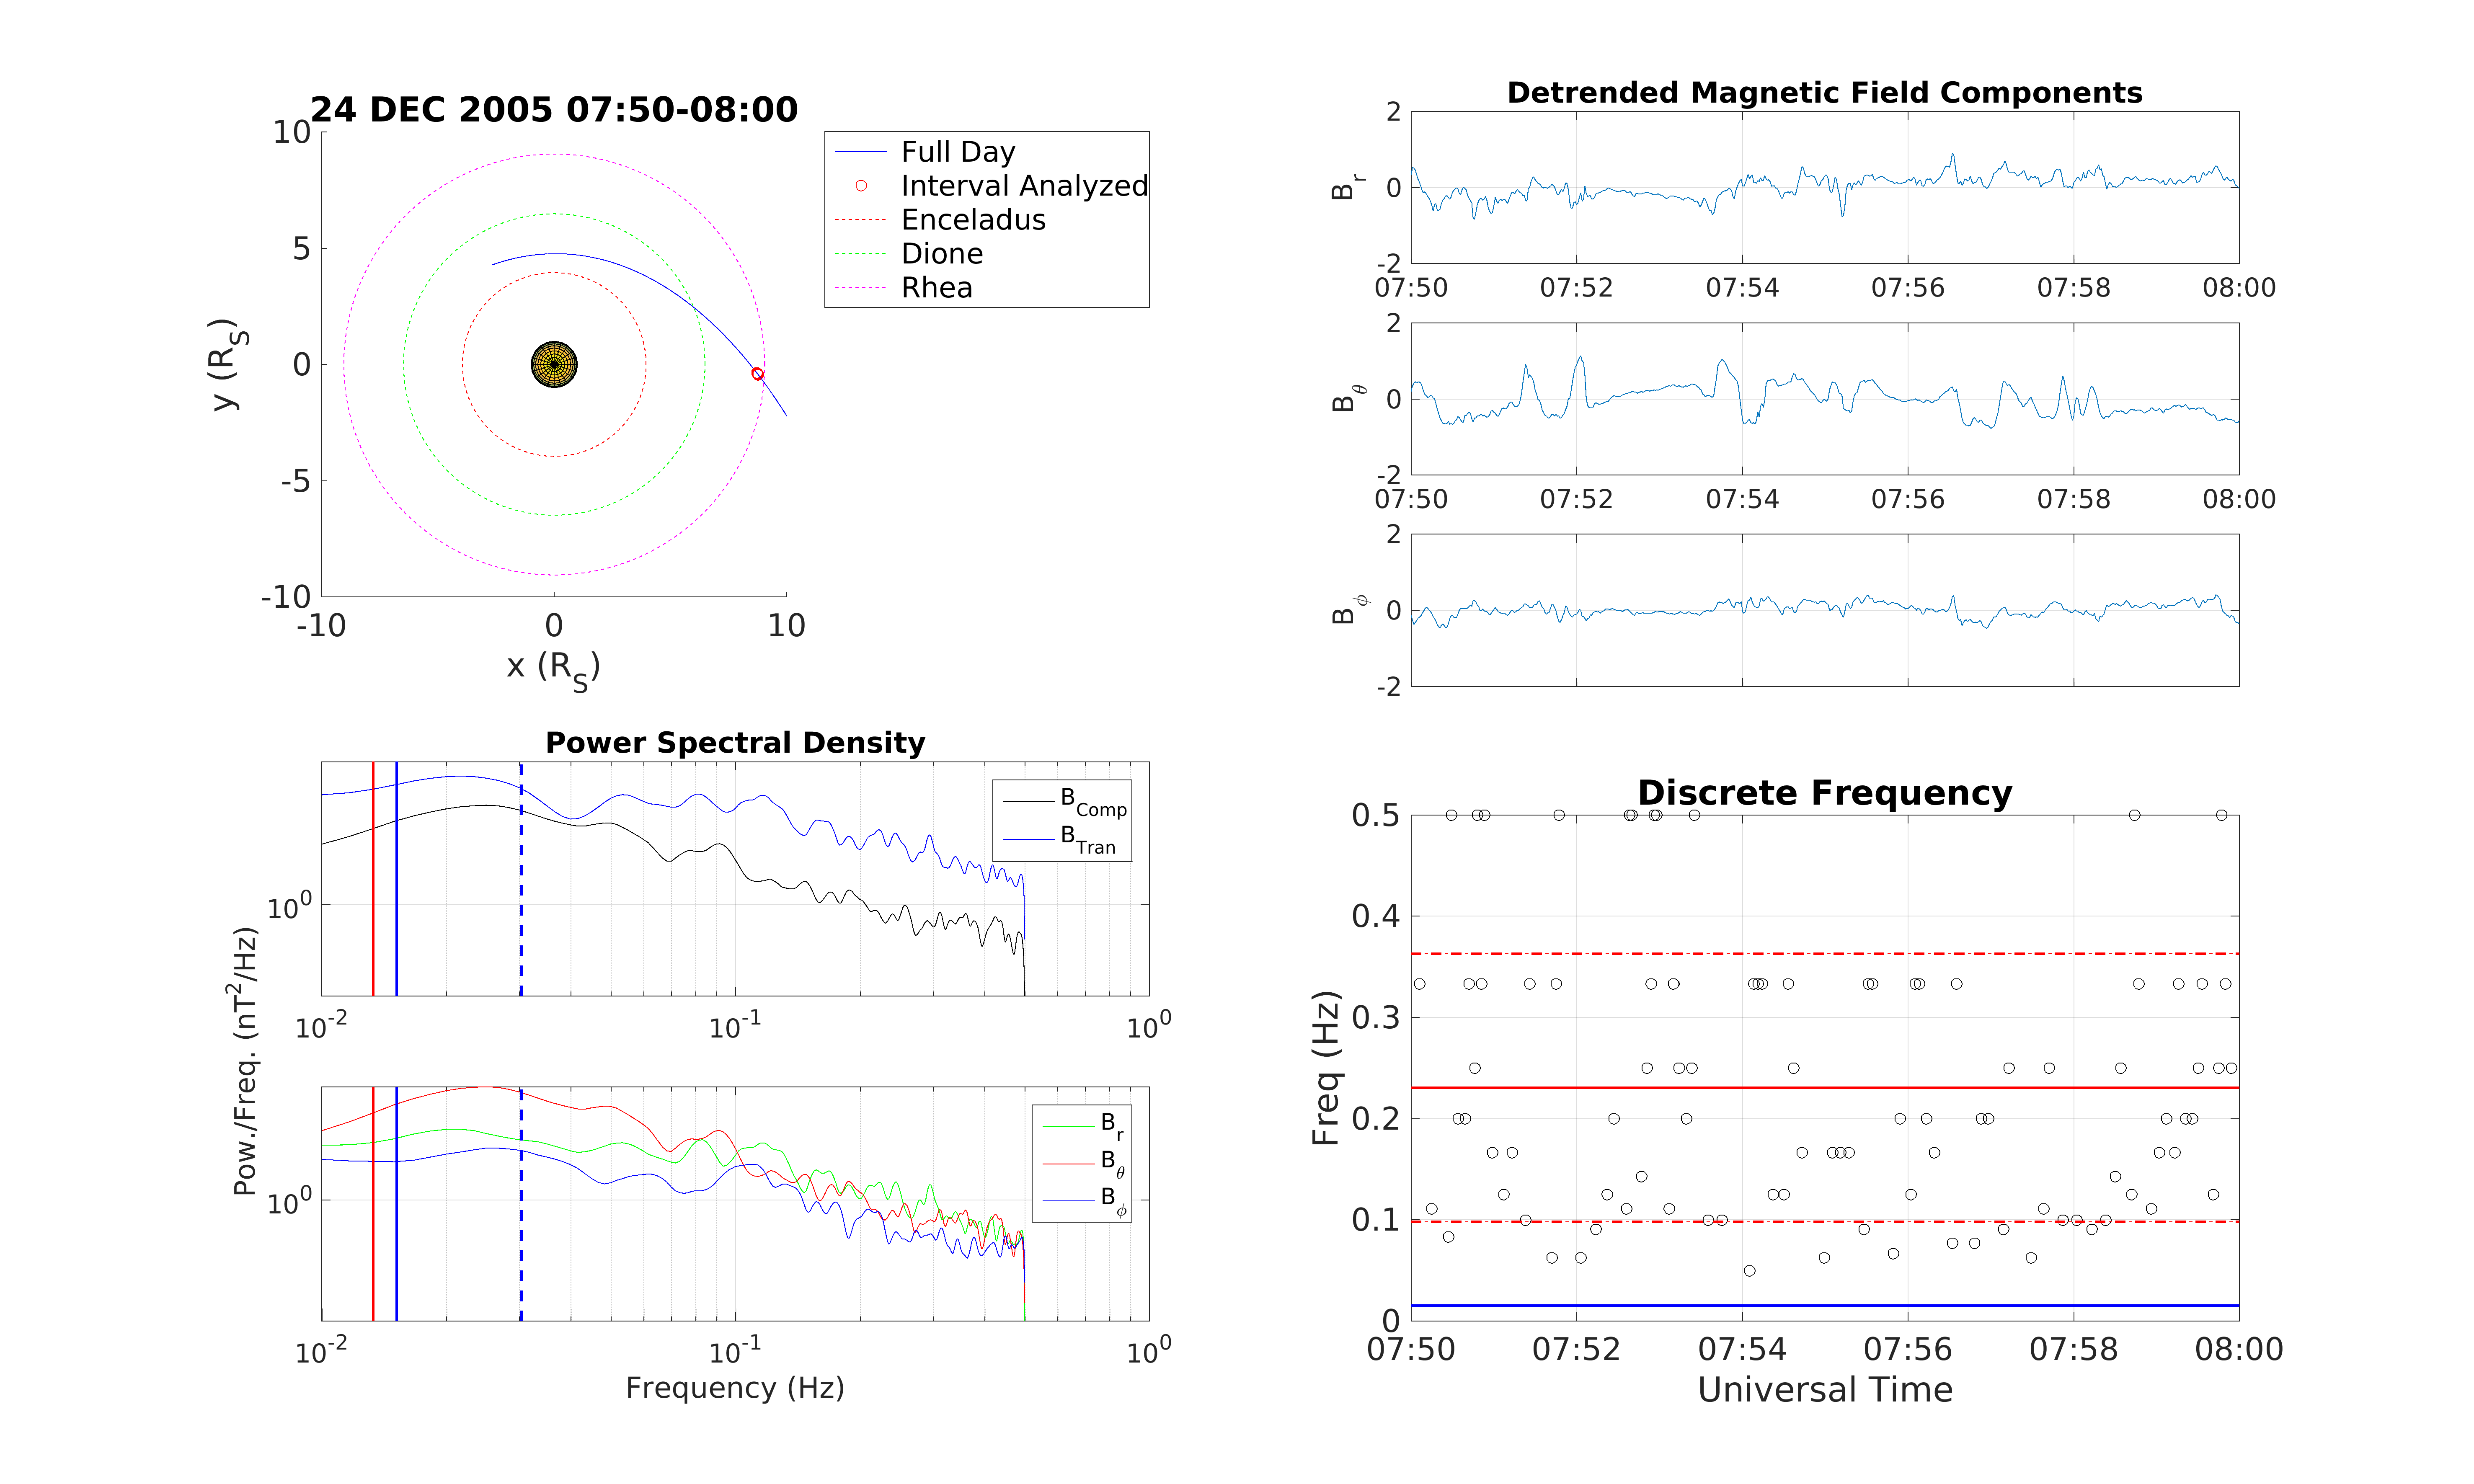 24 DEC 2005 07:50-08:00
10
5
0
-5
-10
-10 0 10
y (R_S)
x (R_S)
Full Day
Interval Analyzed
Enceladus
Dione
Rhea
Detrended Magnetic Field Components
2
0
-2
B_r
07:50 07:52 07:54 07:56 07:58 08:00
2
0
-2
B_θ
07:50 07:52 07:54 07:56 07:58 08:00
2
0
-2
B_ϕ
Power Spectral Density
10^0
B_Comp
B_Tran
10^-2 10^-1 10^0
Pow./Freq. (nT^2/Hz)
10^0
B_r
B_θ
B_ϕ
10^-2 10^-1 10^0
Frequency (Hz)
Discrete Frequency
0.5
0.4
0.3
0.2
0.1
0
Freq (Hz)
07:50 07:52 07:54 07:56 07:58 08:00
Universal Time